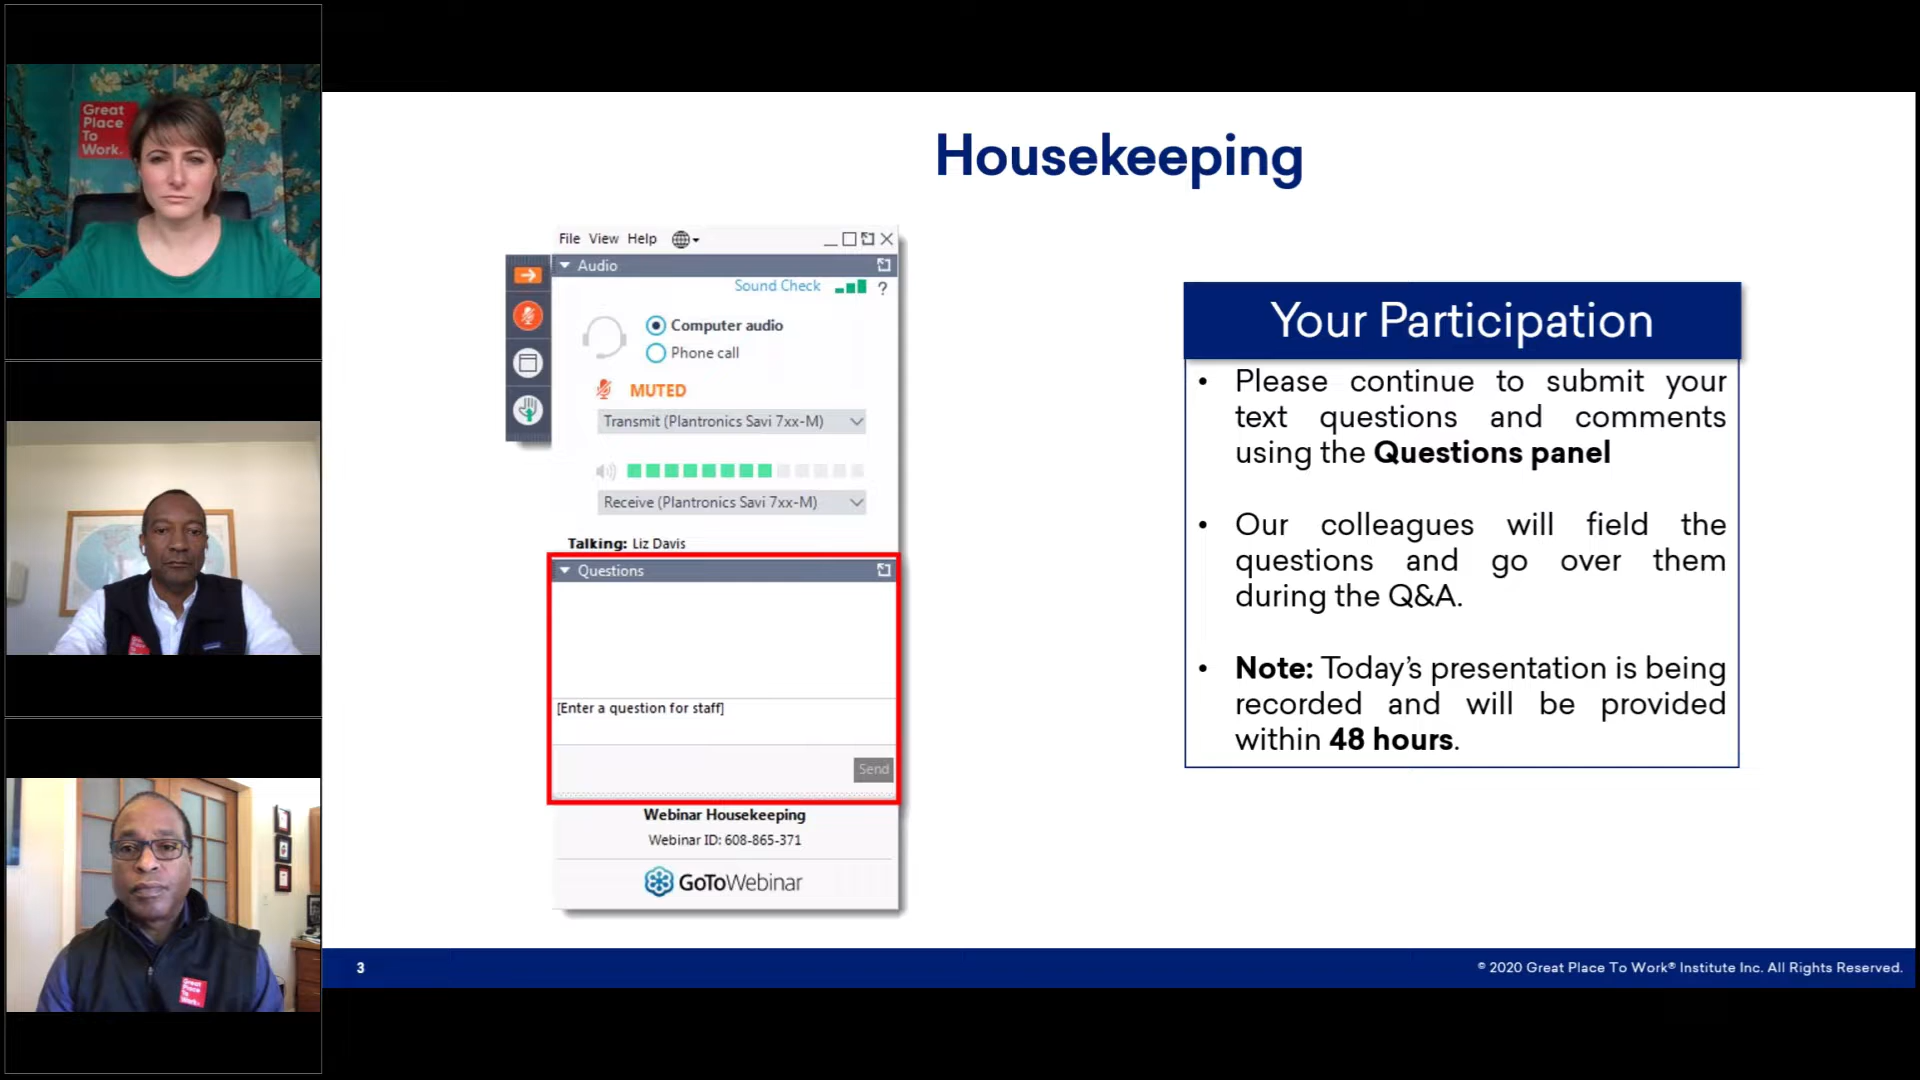 Great
Place
To
Work.
Great
Place
To
Work.
Housekeeping
File View Help
Audio
Sound Check
?
Computer audio
Phone call
MUTED
Transmit (Plantronics Savi 7xx-M)
Receive (Plantronics Savi 7xx-M)
Talking: Liz Davis
Questions
[Enter a question for staff]
Send
Webinar Housekeeping
Webinar ID: 608-865-371
GoToWebinar
Your Participation
• Please continue to submit your
text questions and comments
using the Questions panel
• Our colleagues will field the
questions and go over them
during the Q&A.
• Note: Today's presentation is being
recorded and will be provided
within 48 hours.
3
© 2020 Great Place To Work® Institute Inc. All Rights Reserved.